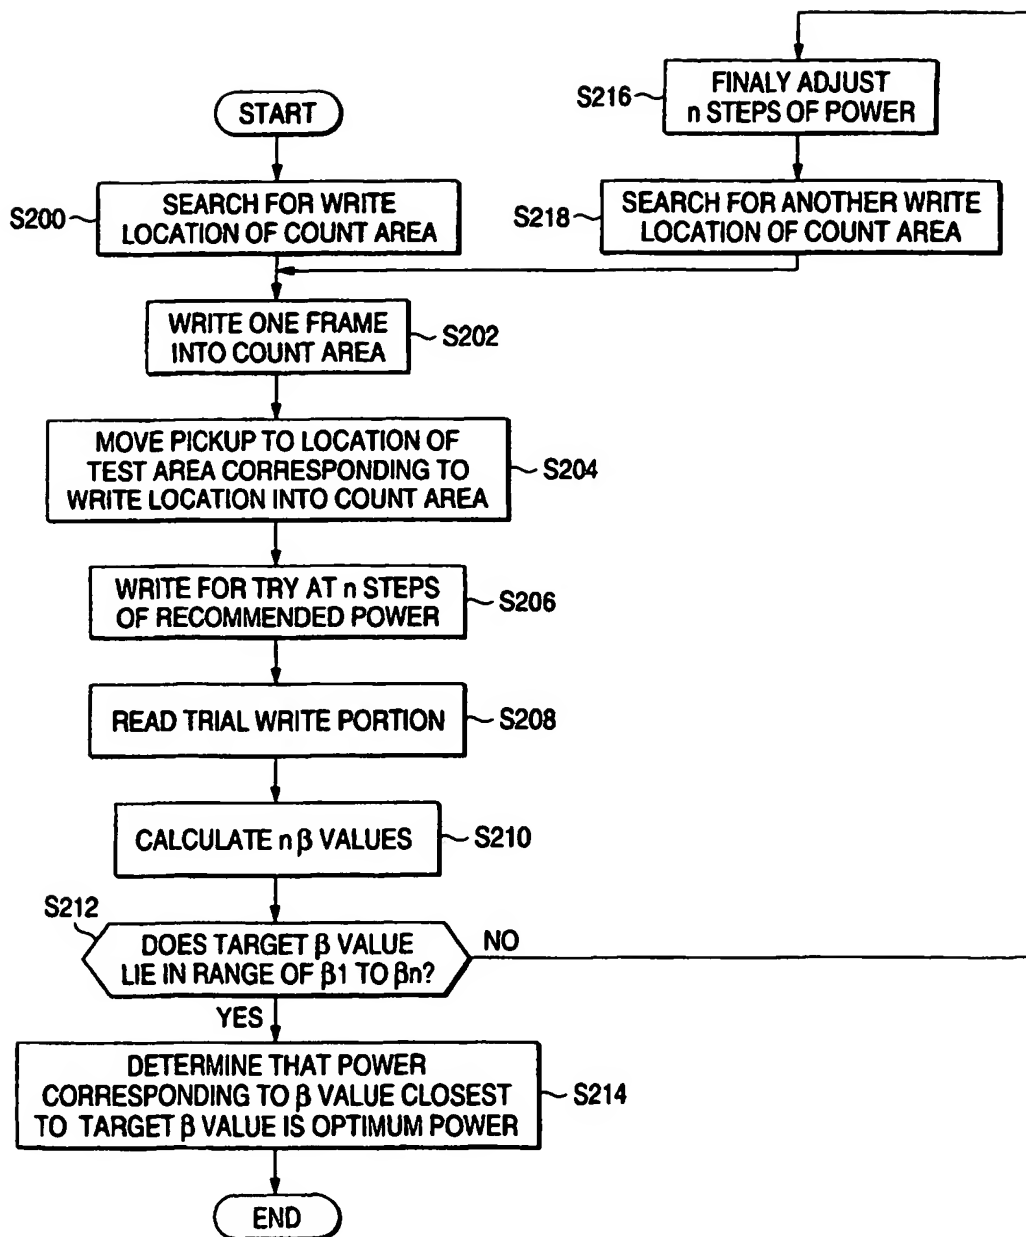 START
S200
SEARCH FOR WRITE
LOCATION OF COUNT AREA
S216
FINALY ADJUST
n STEPS OF POWER
S218
SEARCH FOR ANOTHER WRITE
LOCATION OF COUNT AREA
WRITE ONE FRAME
INTO COUNT AREA
S202
MOVE PICKUP TO LOCATION OF
TEST AREA CORRESPONDING TO
WRITE LOCATION INTO COUNT AREA
S204
WRITE FOR TRY AT n STEPS
OF RECOMMENDED POWER
S206
READ TRIAL WRITE PORTION
S208
CALCULATE n β VALUES
S210
S212
DOES TARGET β VALUE
LIE IN RANGE OF β1 TO βn?
NO
YES
DETERMINE THAT POWER
CORRESPONDING TO β VALUE CLOSEST
TO TARGET β VALUE IS OPTIMUM POWER
S214
END